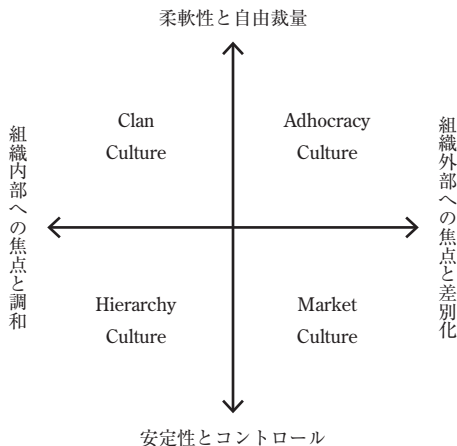 柔軟性と自由裁量
Clan
Culture
Adhocracy
Culture
組織内部への焦点と調和
組織外部への焦点と差別化
Hierarchy
Culture
Market
Culture
安定性とコントロール